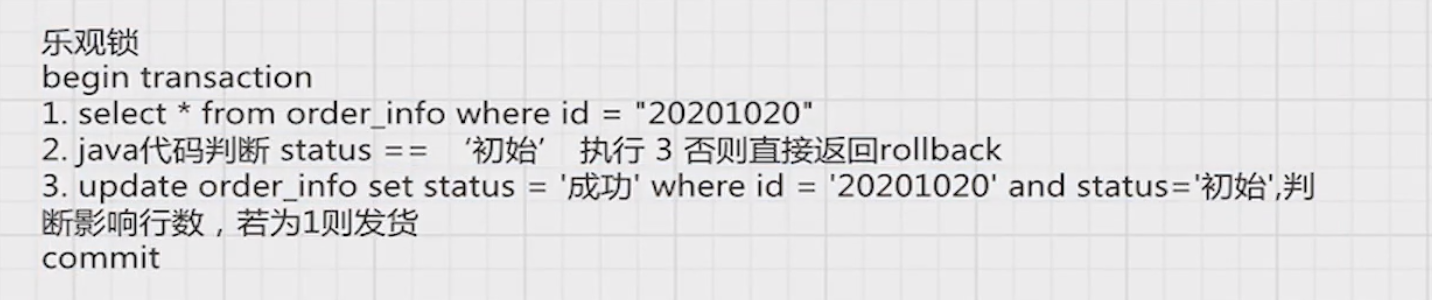 乐观锁
begin transaction
1. select * from order_info where id = "20201020"
2. java代码判断 status == ‘初始’ 执行 3 否则直接返回rollback
3. update order_info set status = '成功' where id = '20201020' and status='初始',判
断影响行数，若为1则发货
commit